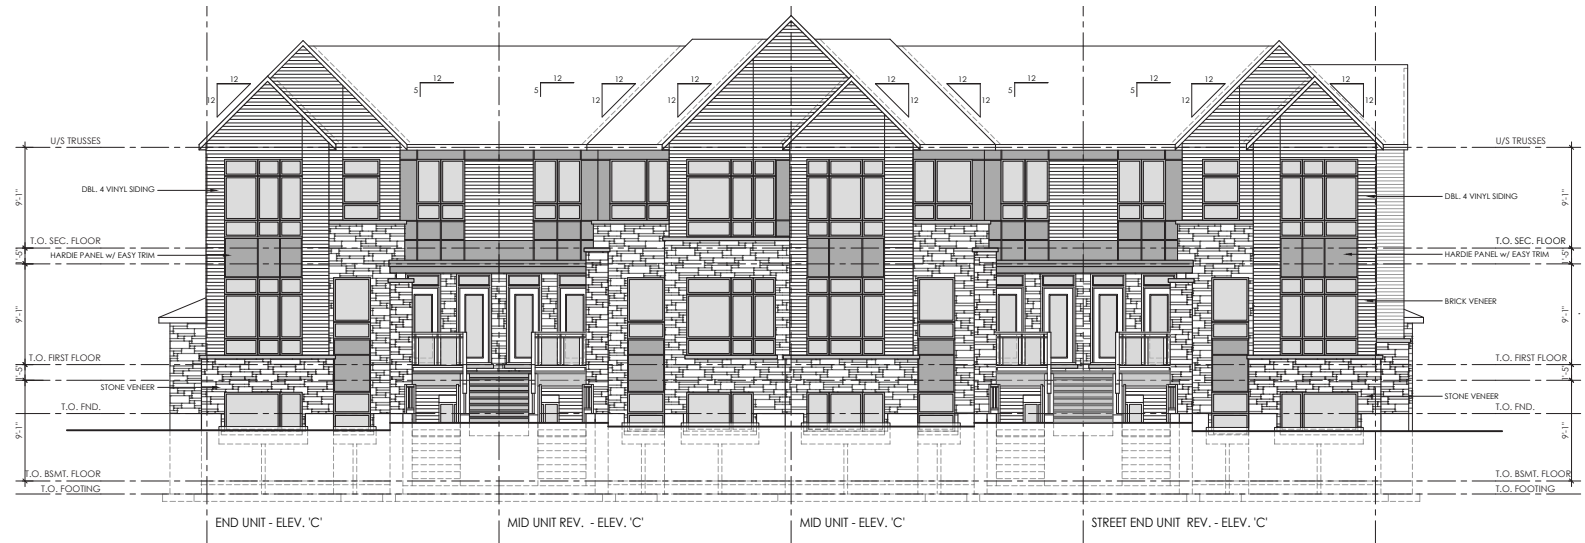 12 12 12 12 12 12 12 12 12 12
12 5 5 12 12 12 12 5 5 12 12
U/S TRUSSES
U/S TRUSSES
9'-1"
DBL. 4 VINYL SIDING
DBL. 4 VINYL SIDING
9'-1"
T.O. SEC. FLOOR
T.O. SEC. FLOOR
1'-5"
HARDIE PANEL w/ EASY TRIM
HARDIE PANEL w/ EASY TRIM
1'-5"
9'-1"
BRICK VENEER
9'-1"
T.O. FIRST FLOOR
T.O. FIRST FLOOR
1'-5"
1'-5"
STONE VENEER
STONE VENEER
T.O. FND.
T.O. FND.
9'-1"
9'-1"
T.O. BSMT. FLOOR
T.O. BSMT. FLOOR
T.O. FOOTING
T.O. FOOTING
END UNIT - ELEV. 'C'
MID UNIT REV. - ELEV. 'C'
MID UNIT - ELEV. 'C'
STREET END UNIT REV. - ELEV. 'C'